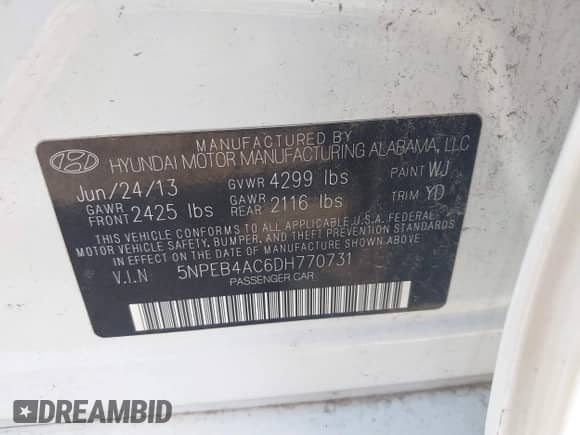 MANUFACTURED BY
HYUNDAI MOTOR MANUFACTURING ALABAMA, LLC
Jun/24/13 GVWR 4299 lbs PAINT WJ
GAWR FRONT 2425 lbs GAWR REAR 2116 lbs TRIM YD
THIS VEHICLE CONFORMS TO ALL APPLICABLE U.S.A. FEDERAL
MOTOR VEHICLE SAFETY, BUMPER, AND THEFT PREVENTION STANDARDS
IN EFFECT ON THE DATE OF MANUFACTURE SHOWN ABOVE.
V.I.N 5NPEB4AC6DH770731
PASSENGER CAR
DREAMBID